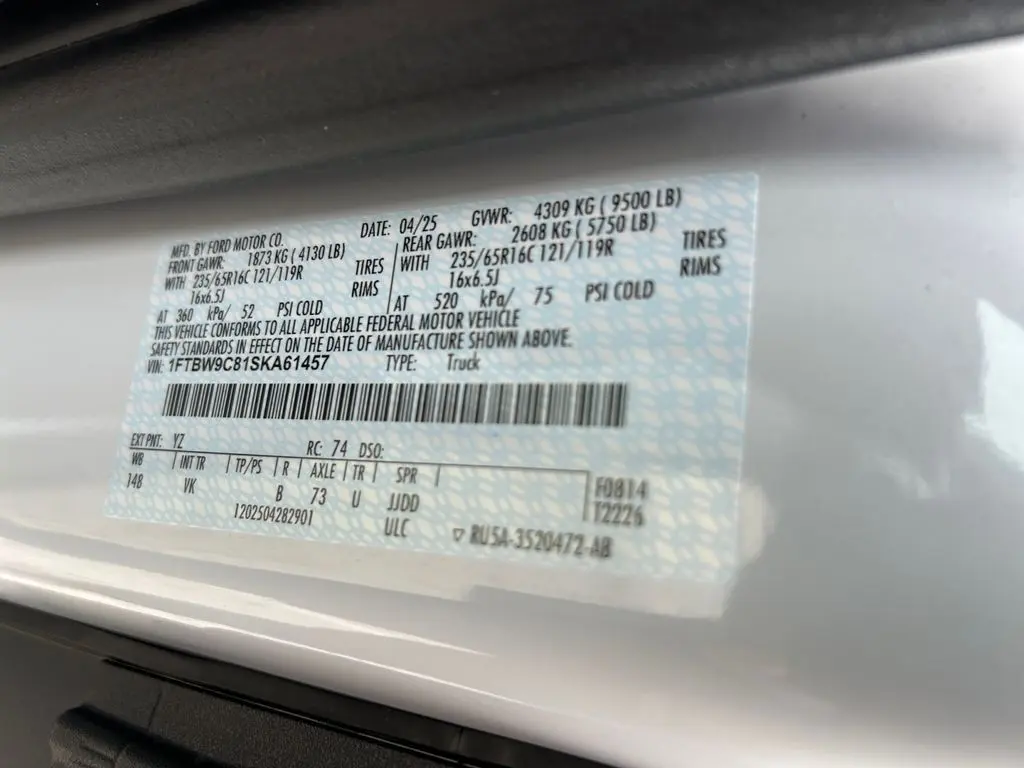 MFD. BY FORD MOTOR CO. DATE: 04/25 GVWR: 4309 KG ( 9500 LB)
FRONT GAWR: 1873 KG ( 4130 LB) REAR GAWR: 2608 KG ( 5750 LB)
WITH 235/65R16C 121/119R TIRES WITH 235/65R16C 121/119R TIRES
16x6.5J RIMS 16x6.5J RIMS
AT 360 kPa/ 52 PSI COLD AT 520 kPa/ 75 PSI COLD
THIS VEHICLE CONFORMS TO ALL APPLICABLE FEDERAL MOTOR VEHICLE
SAFETY STANDARDS IN EFFECT ON THE DATE OF MANUFACTURE SHOWN ABOVE.
VIN: 1FTBW9C81SKA61457 TYPE: Truck
EXT PNT: YZ RC: 74 DSO:
WB INT TR TP/PS R AXLE TR SPR
148 VK B 73 U JJDD F0814
1202504282901 ULC 12226
▽ RU5A-3520472-AB